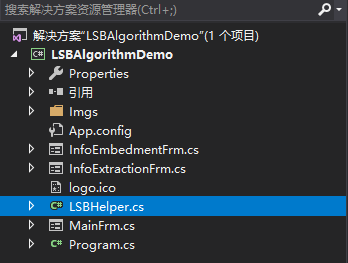 搜索解决方案资源管理器(Ctrl+;)
解决方案"LSBAlgorithmDemo"(1 个项目)
C# LSBAlgorithmDemo
Properties
引用
Imgs
App.config
InfoEmbedmentFrm.cs
InfoExtractionFrm.cs
logo.ico
C# LSBHelper.cs
MainFrm.cs
C# Program.cs